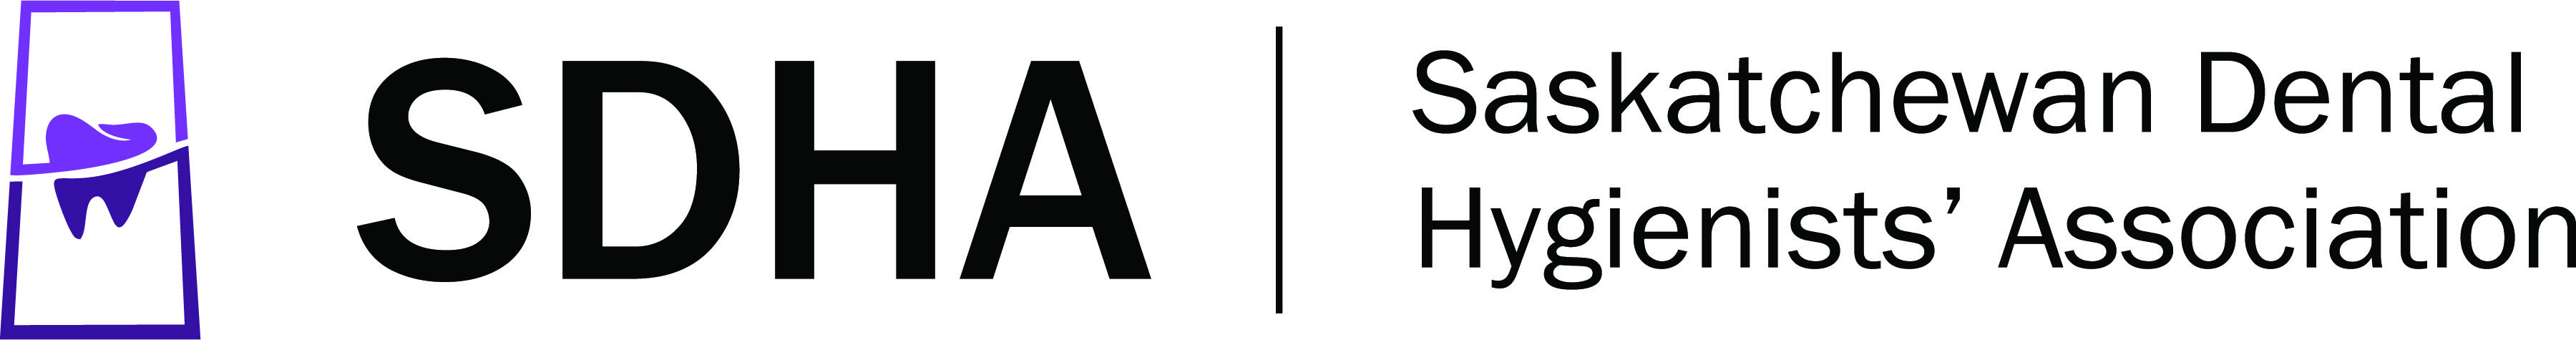 SDHA
Saskatchewan Dental
Hygienists’ Association